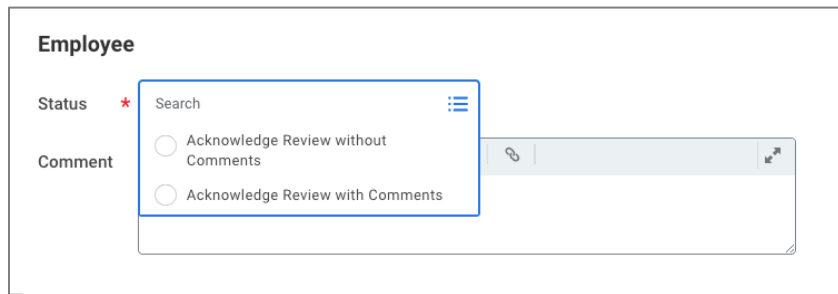 Employee
Status *
Search
Acknowledge Review without
Comments
Comment
Acknowledge Review with Comments